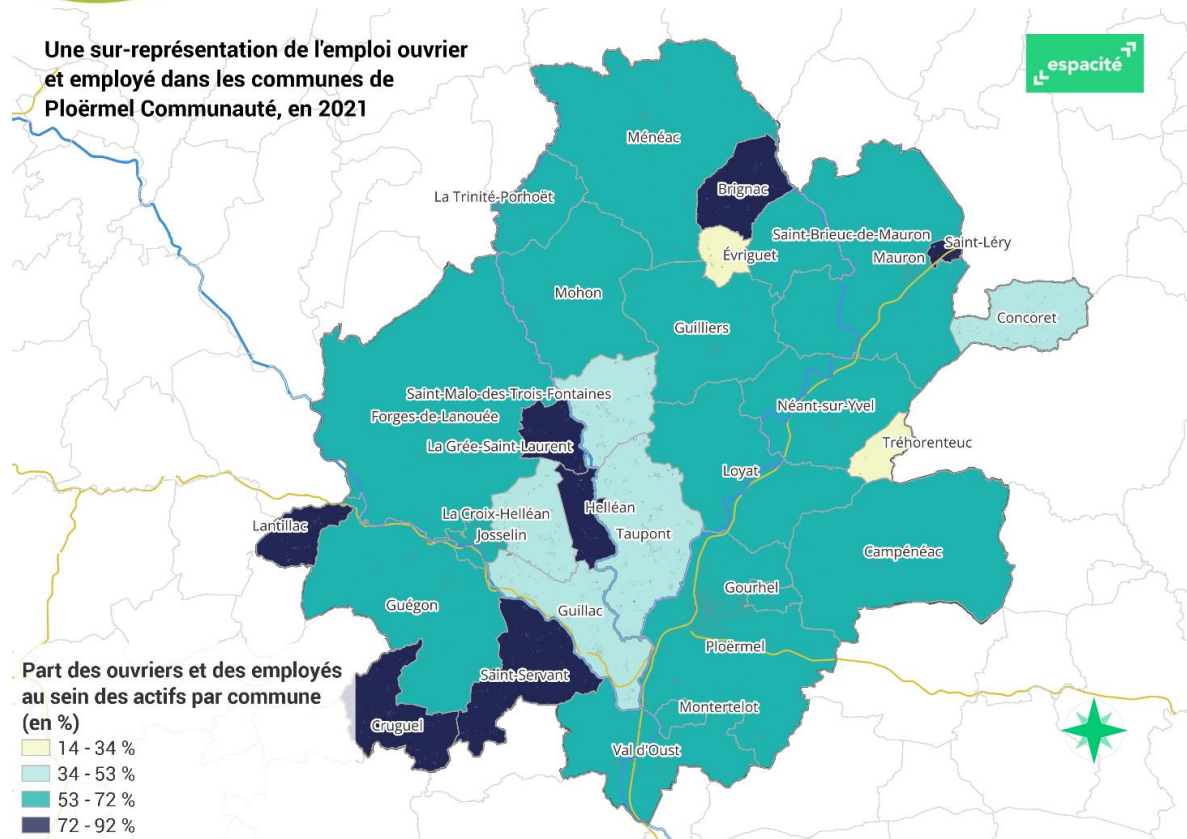 Une sur-représentation de l'emploi ouvrier
et employé dans les communes de
Ploërmel Communauté, en 2021
espacité
Ménéac
Brignac
La Trinité-Porhoët
Saint-Brieuc-de-Mauron
Saint-Léry
Mauron
Évriguet
Mohon
Concoret
Guilliers
Saint-Malo-des-Trois-Fontaines
Néant-sur-Yvel
Forges-de-Lanouée
La Grée-Saint-Laurent
Tréhorenteuc
Loyat
Helléan
La Croix-Helléan
Lantillac
Josselin
Taupont
Campénéac
Gourhel
Guégon
Guillac
Ploërmel
Saint-Servant
Montertelot
Cruguel
Val d'Oust
Part des ouvriers et des employés
au sein des actifs par commune
(en %)
14 - 34 %
34 - 53 %
53 - 72 %
72 - 92 %